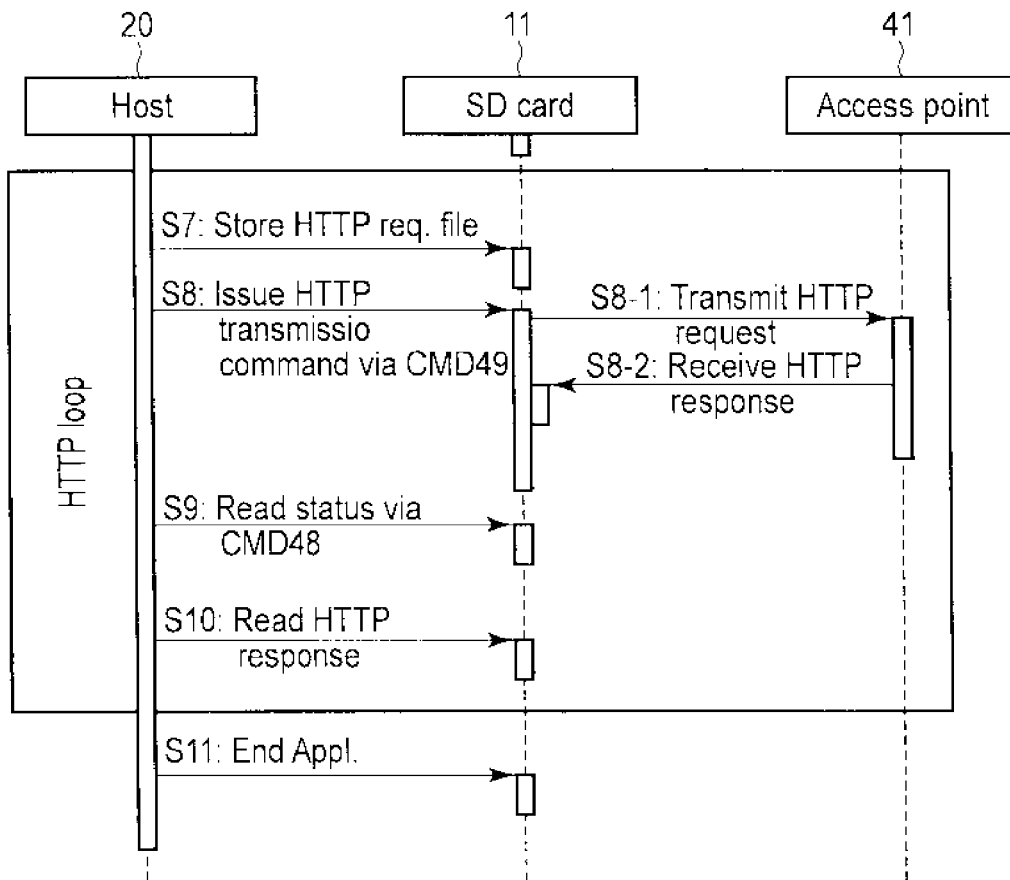 20
11
41
Host
SD card
Access point
S7: Store HTTP req. file
S8: Issue HTTP
transmissio
command via CMD49
S8-1: Transmit HTTP
request
S8-2: Receive HTTP
response
HTTP loop
S9: Read status via
CMD48
S10: Read HTTP
response
S11: End Appl.